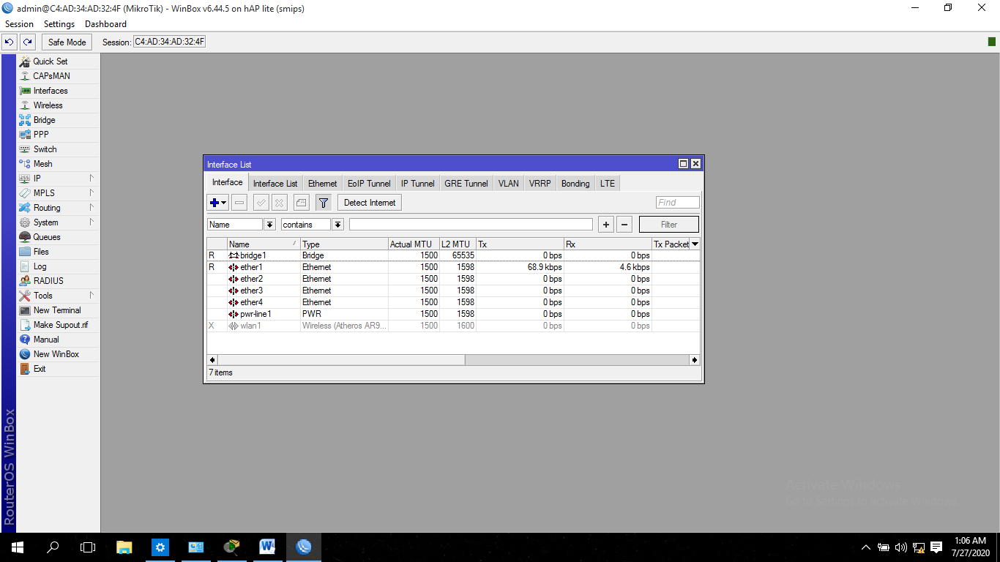 admin@C4:AD:34:AD:32:4F (MikroTik) - WinBox v6.44.5 on hAP lite (smips)
Session Settings Dashboard
Safe Mode Session: C4:AD:34:AD:32:4F
Quick Set
CAPsMAN
Interfaces
Wireless
Bridge
PPP
Switch
Mesh
IP
MPLS
Routing
System
Queues
Files
Log
RADIUS
Tools
New Terminal
Make Supout.rif
Manual
New WinBox
Exit
RouterOS WinBox
Interface List
Interface Interface List Ethernet EoIP Tunnel IP Tunnel GRE Tunnel VLAN VRRP Bonding LTE
Detect Internet Find
Name contains Filter
Name Type Actual MTU L2 MTU Tx Rx Tx Packet
R bridge1 Bridge 1500 65535 0 bps 0 bps
R ether1 Ethernet 1500 1598 68.9 kbps 4.6 kbps
ether2 Ethernet 1500 1598 0 bps 0 bps
ether3 Ethernet 1500 1598 0 bps 0 bps
ether4 Ethernet 1500 1598 0 bps 0 bps
pwr-line1 PWR 1500 1598 0 bps 0 bps
X wlan1 Wireless (Atheros AR9... 1500 1600 0 bps 0 bps
7 items
Activate Windows
Go to Settings to activate Windows.
1:06 AM
7/27/2020